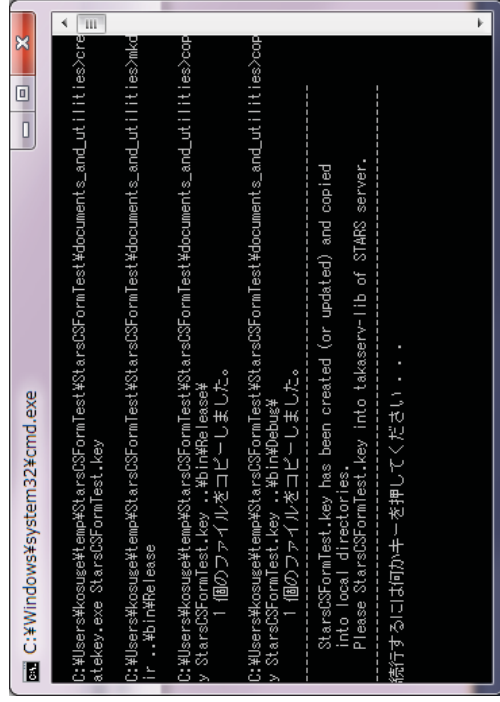 C:¥Windows¥system32¥cmd.exe
C:¥Users¥kosuge¥temp¥StarsCSFormTest¥StarsCSFormTest¥documents_and_utilities>cre
atekey.exe StarsCSFormTest.key
C:¥Users¥kosuge¥temp¥StarsCSFormTest¥StarsCSFormTest¥documents_and_utilities>mkd
ir ..¥bin¥Release
C:¥Users¥kosuge¥temp¥StarsCSFormTest¥StarsCSFormTest¥documents_and_utilities>cop
y StarsCSFormTest.key ..¥bin¥Release¥
1 個のファイルをコピーしました。
C:¥Users¥kosuge¥temp¥StarsCSFormTest¥StarsCSFormTest¥documents_and_utilities>cop
y StarsCSFormTest.key ..¥bin¥Debug¥
1 個のファイルをコピーしました。
StarsCSFormTest.key has been created (or updated) and copied
into local directories.
Please StarsCSFormTest.key into takaserv-lib of STARS server.
続行するには何かキーを押してください . . .